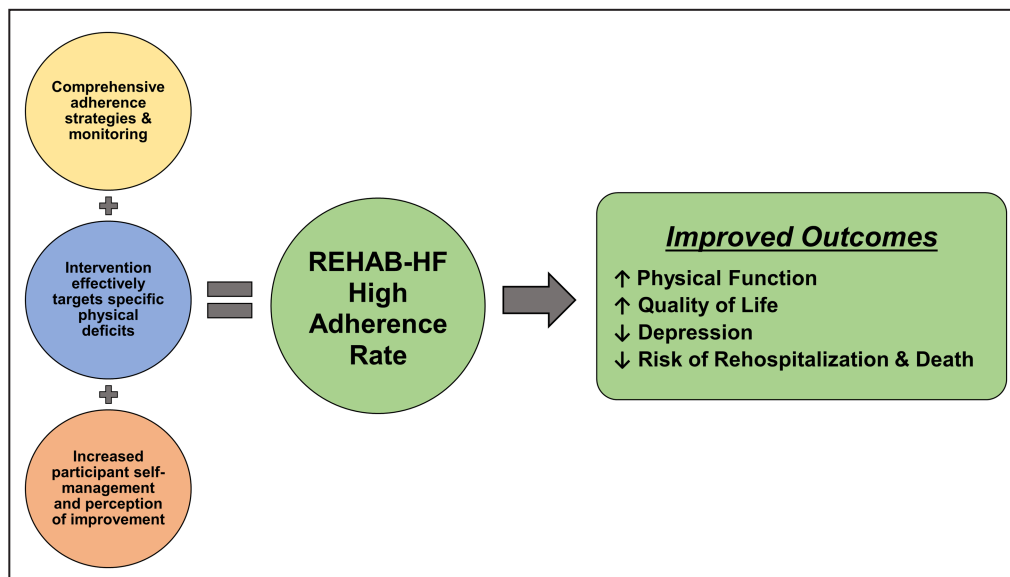 Comprehensive
adherence
strategies &
monitoring
+
Intervention
effectively
targets specific
physical
deficits
+
Increased
participant self-
management
and perception
of improvement
=
REHAB-HF
High
Adherence
Rate
Improved Outcomes
↑ Physical Function
↑ Quality of Life
↓ Depression
↓ Risk of Rehospitalization & Death